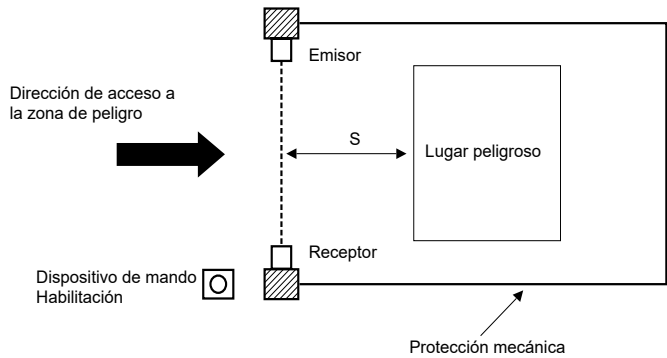 Emisor
Dirección de acceso a
la zona de peligro
S
Lugar peligroso
Receptor
Dispositivo de mando
Habilitación
Protección mecánica